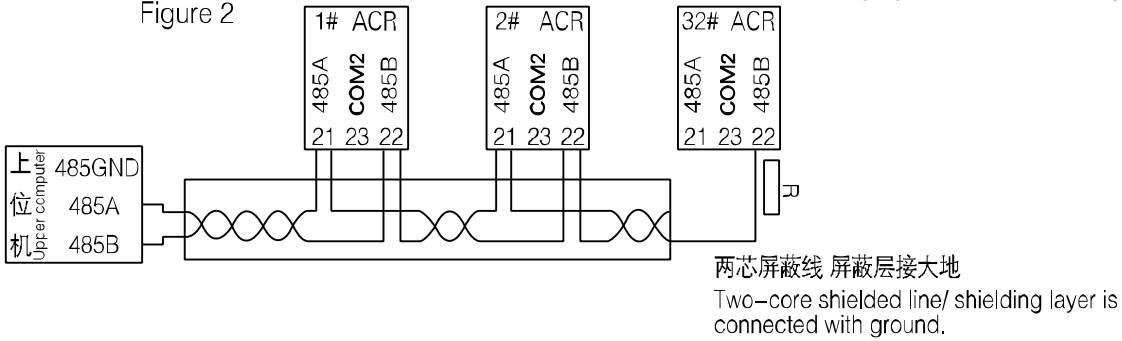 Figure 2
1# ACR
485A COM2 485B
21 23 22
2# ACR
485A COM2 485B
21 23 22
32# ACR
485A COM2 485B
21 23 22
上位机
Upper ccmputer
485GND
485A
485B
R
两芯屏蔽线 屏蔽层接大地
Two-core shielded line/ shielding layer is
connected with ground.